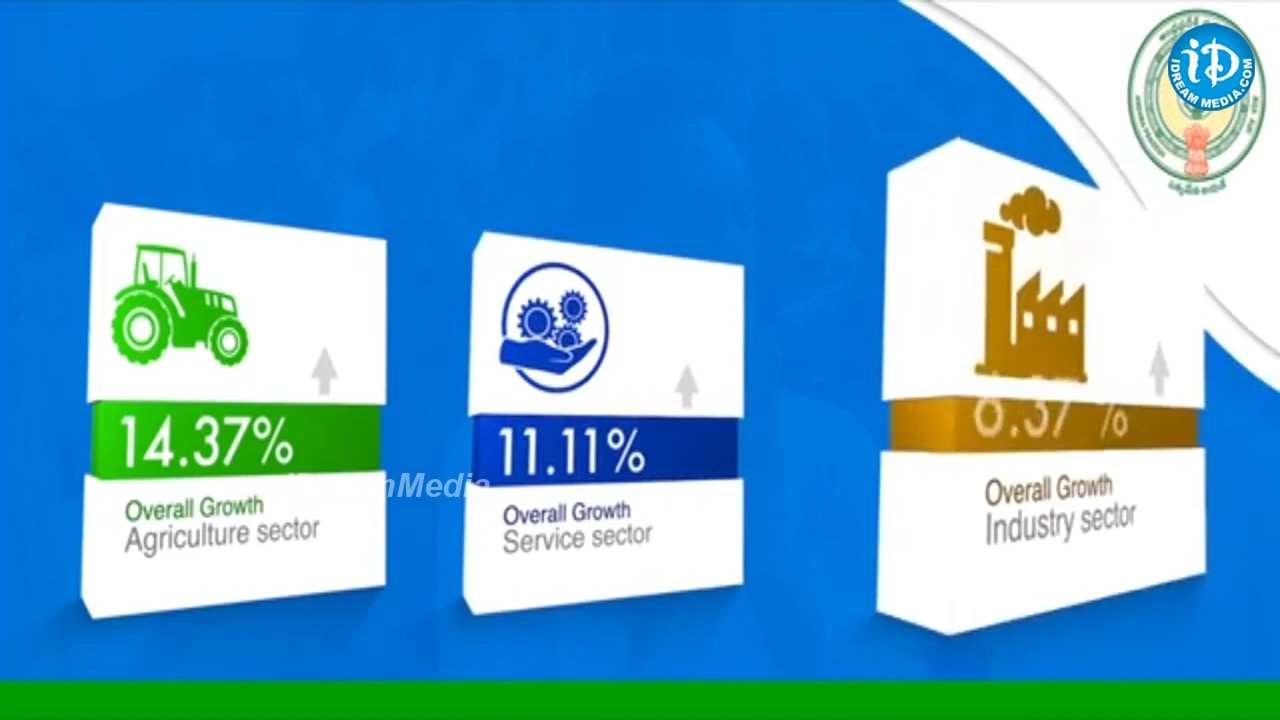 iD
IDREAM MEDIA.COM
14.37%
Overall Growth
Agriculture sector
11.11%
Overall Growth
Service sector
Overall Growth
Industry sector